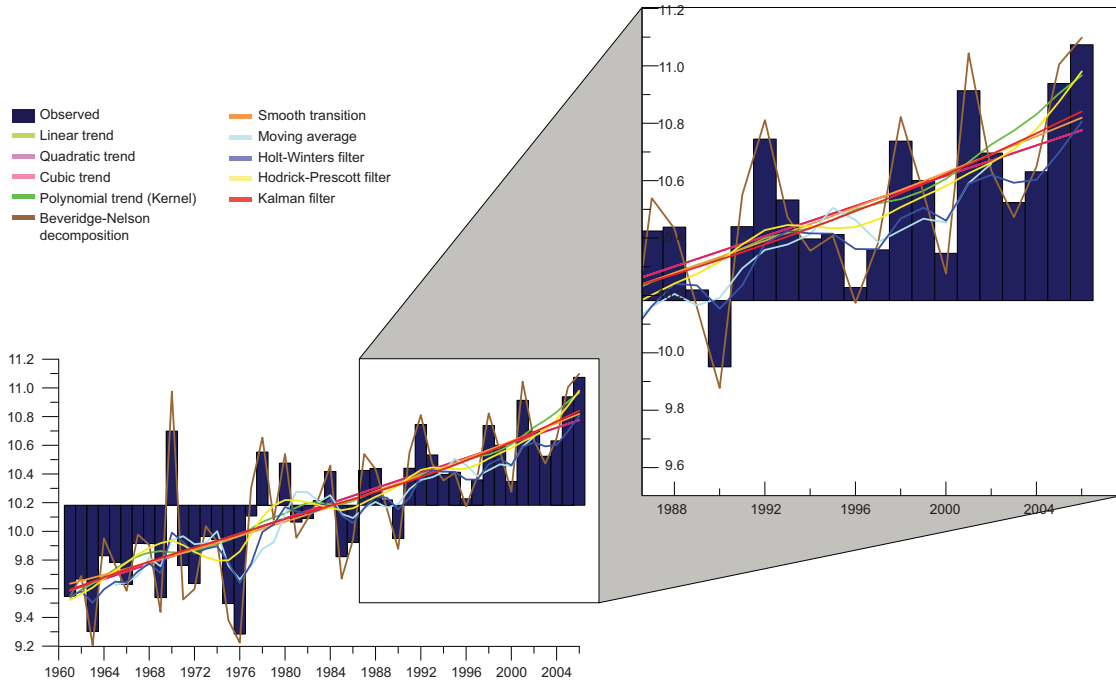 11.2
11.0
10.8
10.6
10.0
9.8
9.6
1988 1992 1996 2000 2004
Observed
Linear trend
Quadratic trend
Cubic trend
Polynomial trend (Kernel)
Beveridge-Nelson
decomposition
Smooth transition
Moving average
Holt-Winters filter
Hodrick-Prescott filter
Kalman filter
11.2
11.0
10.8
10.6
10.4
10.2
10.0
9.8
9.6
9.4
9.2
1960 1964 1968 1972 1976 1980 1984 1988 1992 1996 2000 2004